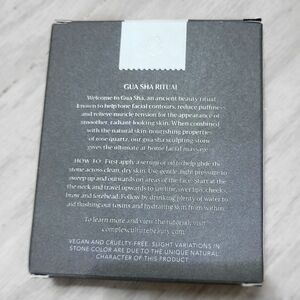 GUA SHA RITUAL
Welcome to Gua Sha, an ancient beauty ritual
known to help tone facial contours, reduce puffiness
and relieve muscle tension for the appearance of
smoother, radiant-looking skin. When combined
with the natural skin-nourishing properties
of rose quartz, our gua sha sculpting stone
gives the ultimate at-home facial massage.
HOW TO: First apply a serum or oil to help glide the
stone across clean, dry skin. Use gentle, light pressure to
sweep up and outwards on areas of the face. Start at the
the neck and travel upwards to jawline, over lips, cheek,
brow and forehead. Follow by drinking plenty of water to
aid flushing out toxins and hydrating skin from within.
To learn more and view the tutorial, visit
complexculturebeauty.com
VEGAN AND CRUELTY-FREE. SLIGHT VARIATIONS IN
STONE COLOR ARE DUE TO THE UNIQUE NATURAL
CHARACTER OF THIS PRODUCT.